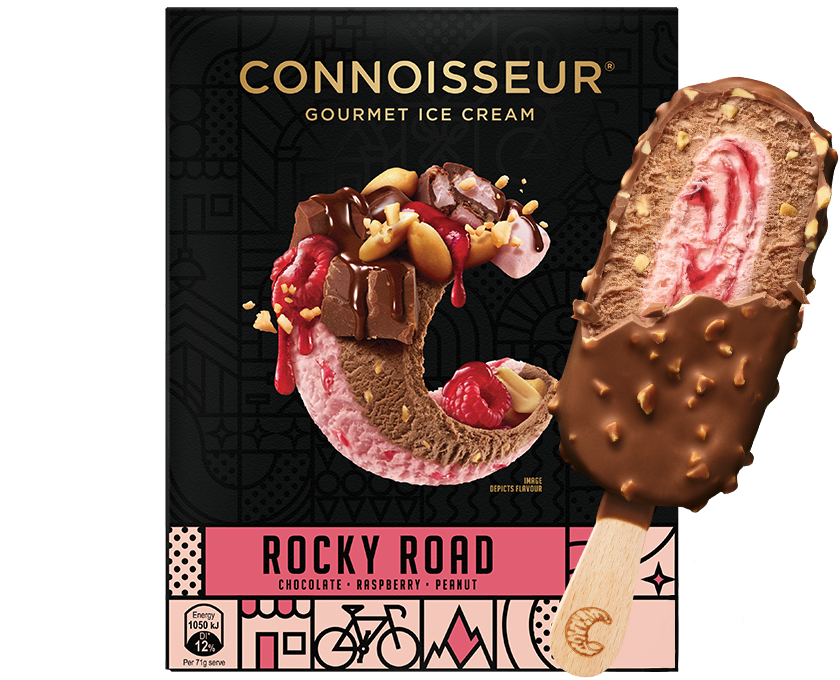 CONNOISSEUR®
GOURMET ICE CREAM
IMAGE
DEPICTS FLAVOUR
ROCKY ROAD
CHOCOLATE • RASPBERRY • PEANUT
Energy
1050 kJ
DI*
12%
Per 71g serve